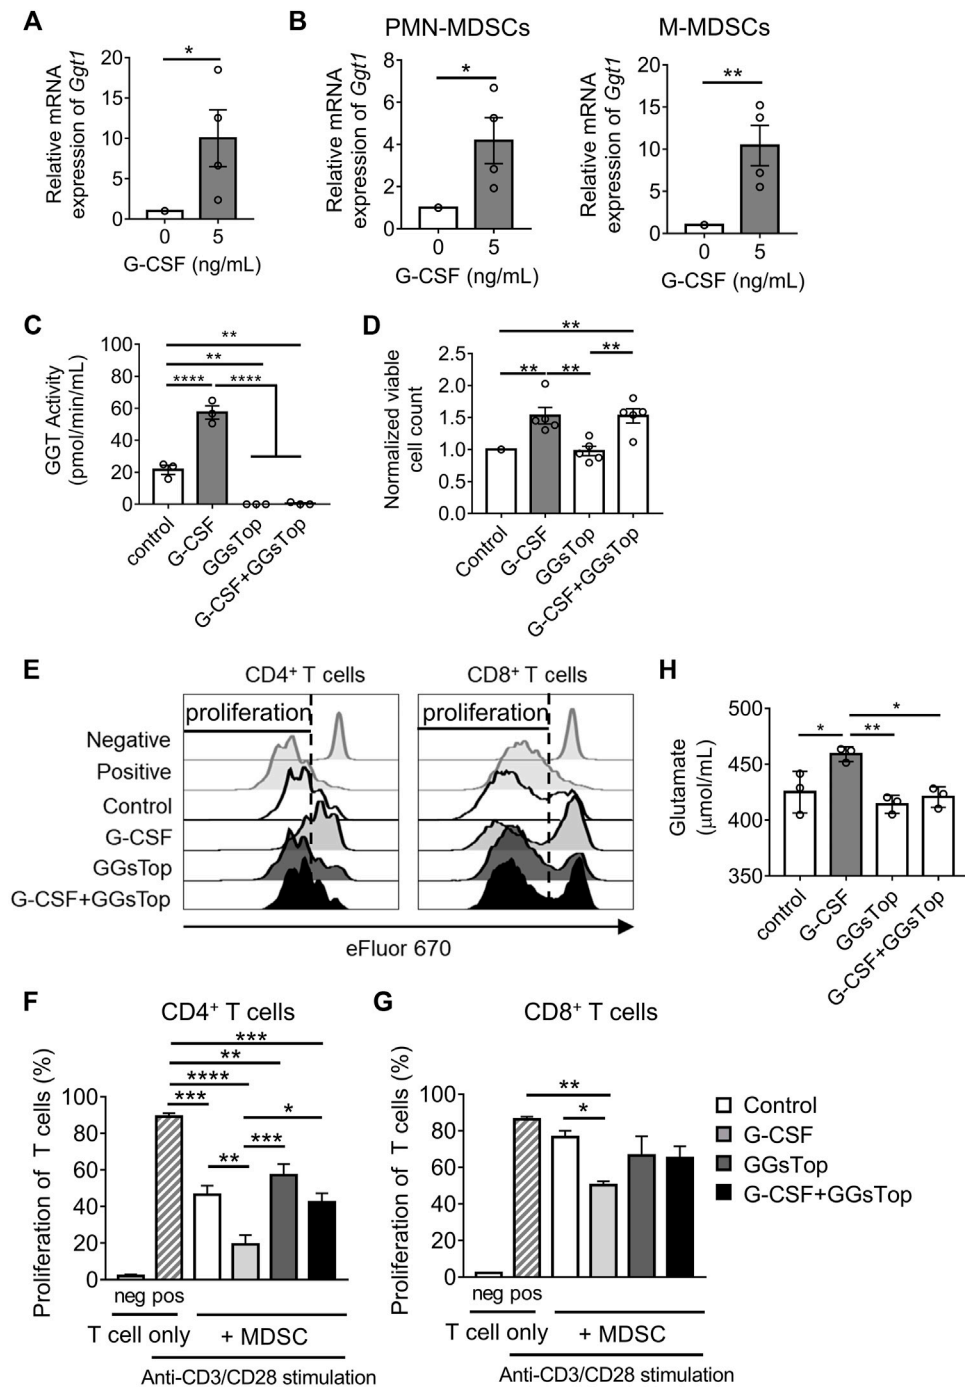 A
Relative mRNA
expression of Ggt1
20
15
10
5
0
*
0 5
G-CSF (ng/mL)
B
PMN-MDSCs
Relative mRNA
expression of Ggt1
8
6
4
2
0
*
0 5
G-CSF (ng/mL)
M-MDSCs
Relative mRNA
expression of Ggt1
20
15
10
5
0
**
0 5
G-CSF (ng/mL)
C
GGT Activity
(pmol/min/mL)
100
80
60
40
20
0
**
**
**** ****
control
G-CSF
GGsTop
G-CSF+GGsTop
D
Normalized viable
cell count
2.5
2.0
1.5
1.0
0.5
0.0
**
**
** **
Control
G-CSF
GGsTop
G-CSF+GGsTop
E
CD4+ T cells
CD8+ T cells
proliferation
proliferation
Negative
Positive
Control
G-CSF
GGsTop
G-CSF+GGsTop
eFluor 670
H
Glutamate
(μmol/mL)
500
450
400
350
*
* **
control
G-CSF
GGsTop
G-CSF+GGsTop
F
CD4+ T cells
Proliferation of T cells (%)
100
80
60
40
20
0
***
**
****
***
*
***
**
neg pos
T cell only
+ MDSC
Anti-CD3/CD28 stimulation
G
CD8+ T cells
Proliferation of T cells (%)
100
80
60
40
20
0
**
*
neg pos
T cell only
+ MDSC
Anti-CD3/CD28 stimulation
Control
G-CSF
GGsTop
G-CSF+GGsTop